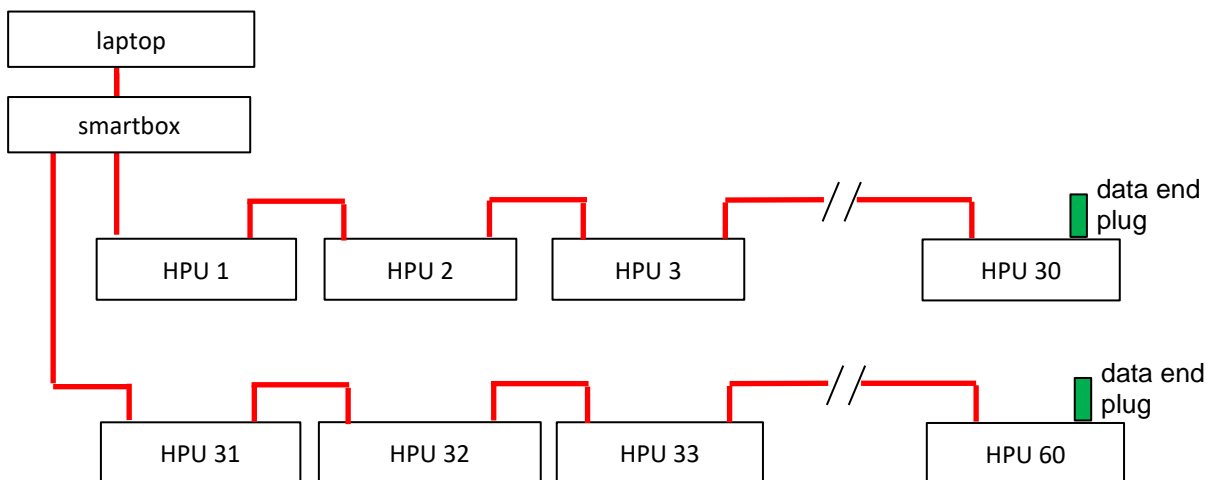 laptop
smartbox
data end
plug
HPU 1
HPU 2
HPU 3
HPU 30
data end
plug
HPU 31
HPU 32
HPU 33
HPU 60